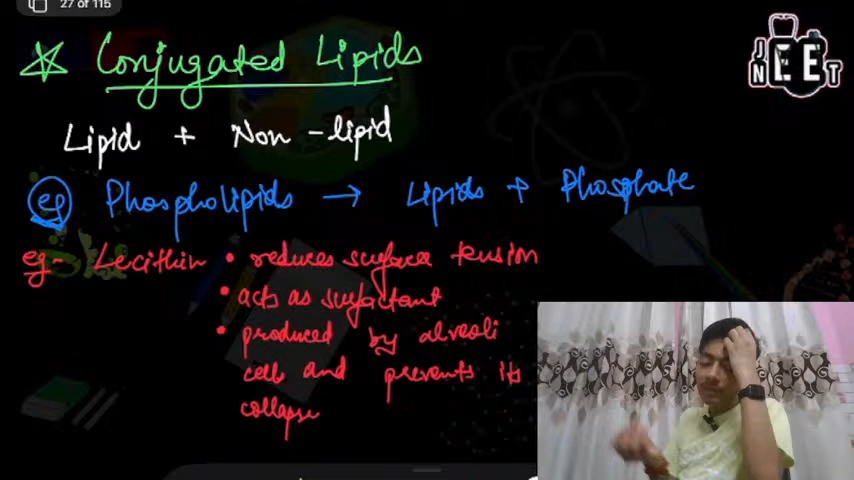 27 of 115
J
NEET
Conjugated Lipids
Lipid + Non-lipid
eg Phospholipids → Lipids + Phosphate
eg- Lecithin • reduces surface tension
• acts as surfactant
• produced by alveoli
cells and prevents its
collapse